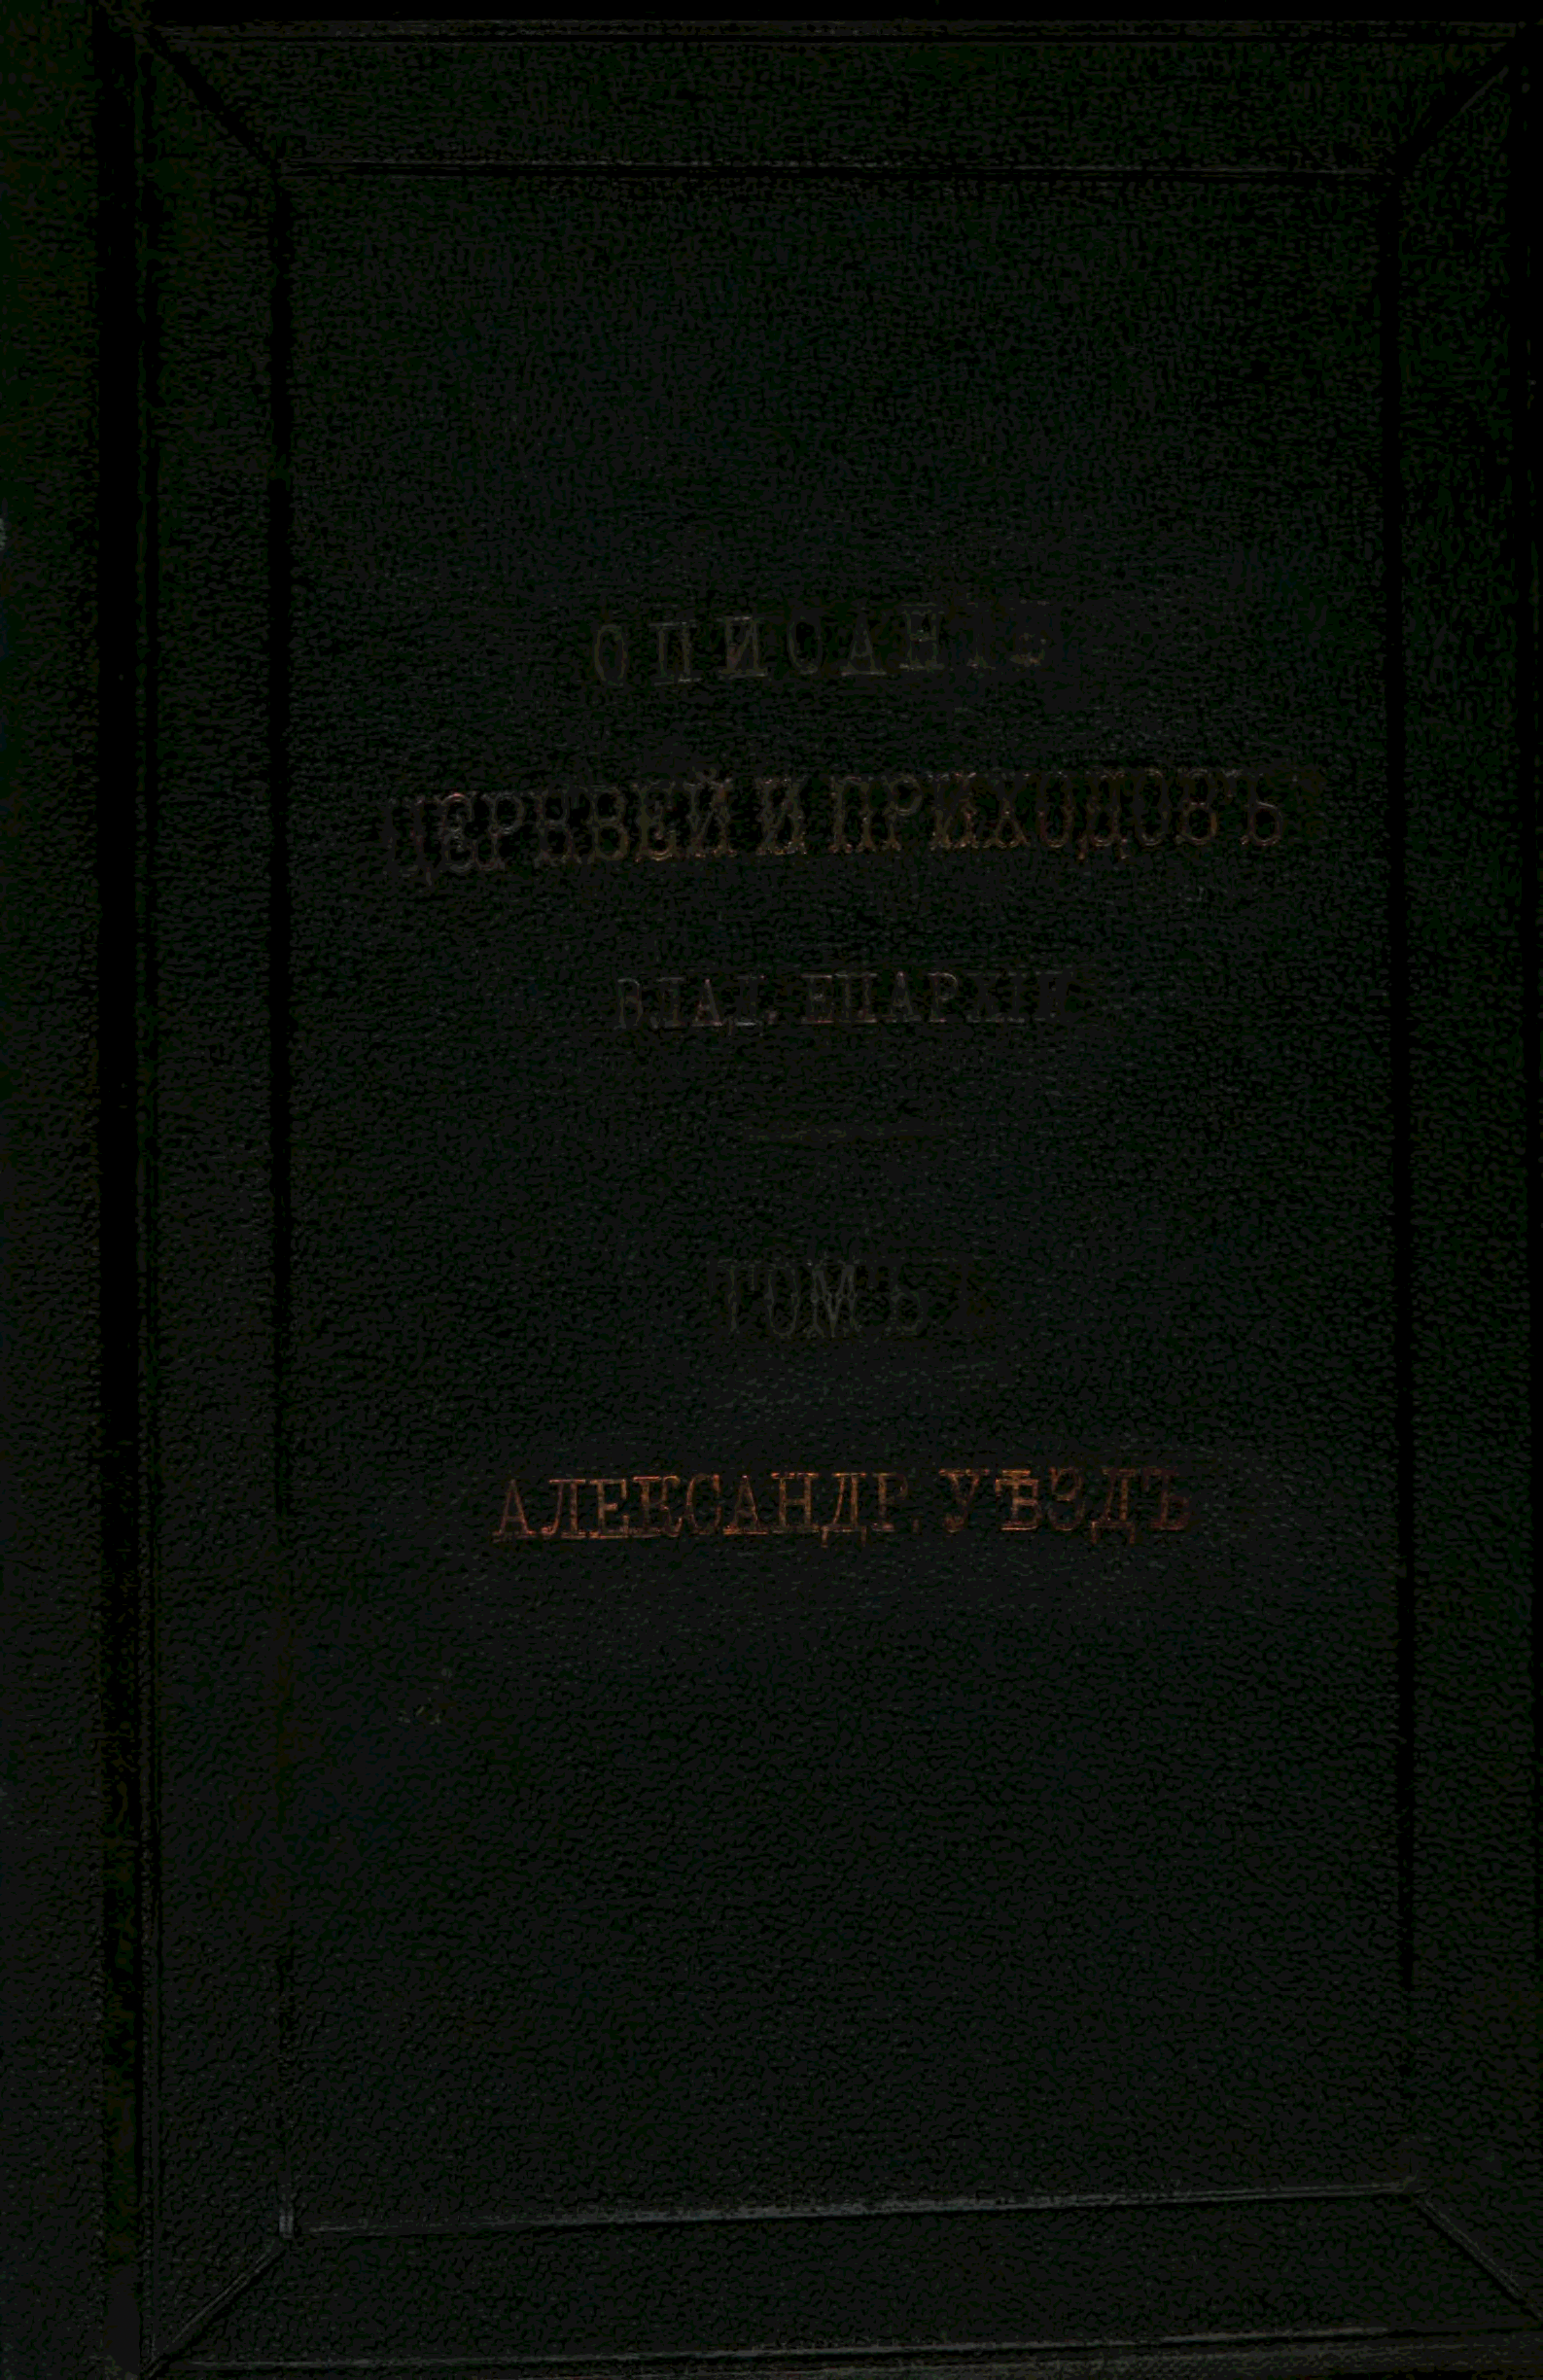 ОПИСАНІЕ
ЦЕРКВЕЙ И ПРИХОДОВЪ
ВЛАД. ЕПАРХІИ
ТОМЪ
АЛЕКСАНДР. УѢЗДЪ